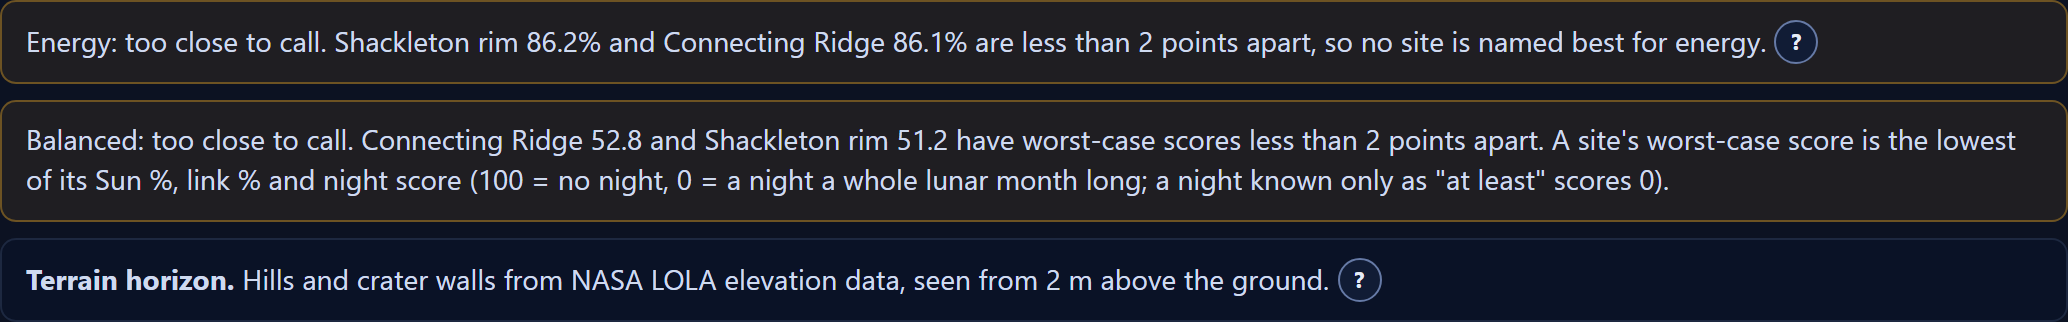 Energy: too close to call. Shackleton rim 86.2% and Connecting Ridge 86.1% are less than 2 points apart, so no site is named best for energy. ?
Balanced: too close to call. Connecting Ridge 52.8 and Shackleton rim 51.2 have worst-case scores less than 2 points apart. A site's worst-case score is the lowest
of its Sun %, link % and night score (100 = no night, 0 = a night a whole lunar month long; a night known only as "at least" scores 0).
Terrain horizon. Hills and crater walls from NASA LOLA elevation data, seen from 2 m above the ground. ?